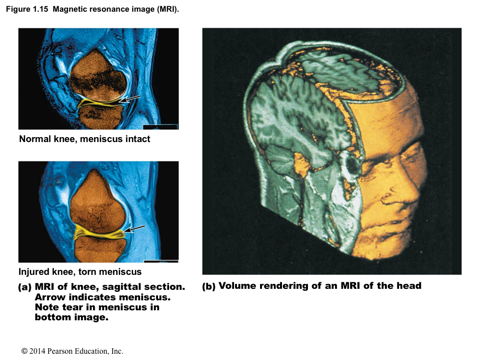 Figure 1.15 Magnetic resonance image (MRI).
Normal knee, meniscus intact
Injured knee, torn meniscus
(a) MRI of knee, sagittal section.
Arrow indicates meniscus.
Note tear in meniscus in
bottom image.
(b) Volume rendering of an MRI of the head
© 2014 Pearson Education, Inc.